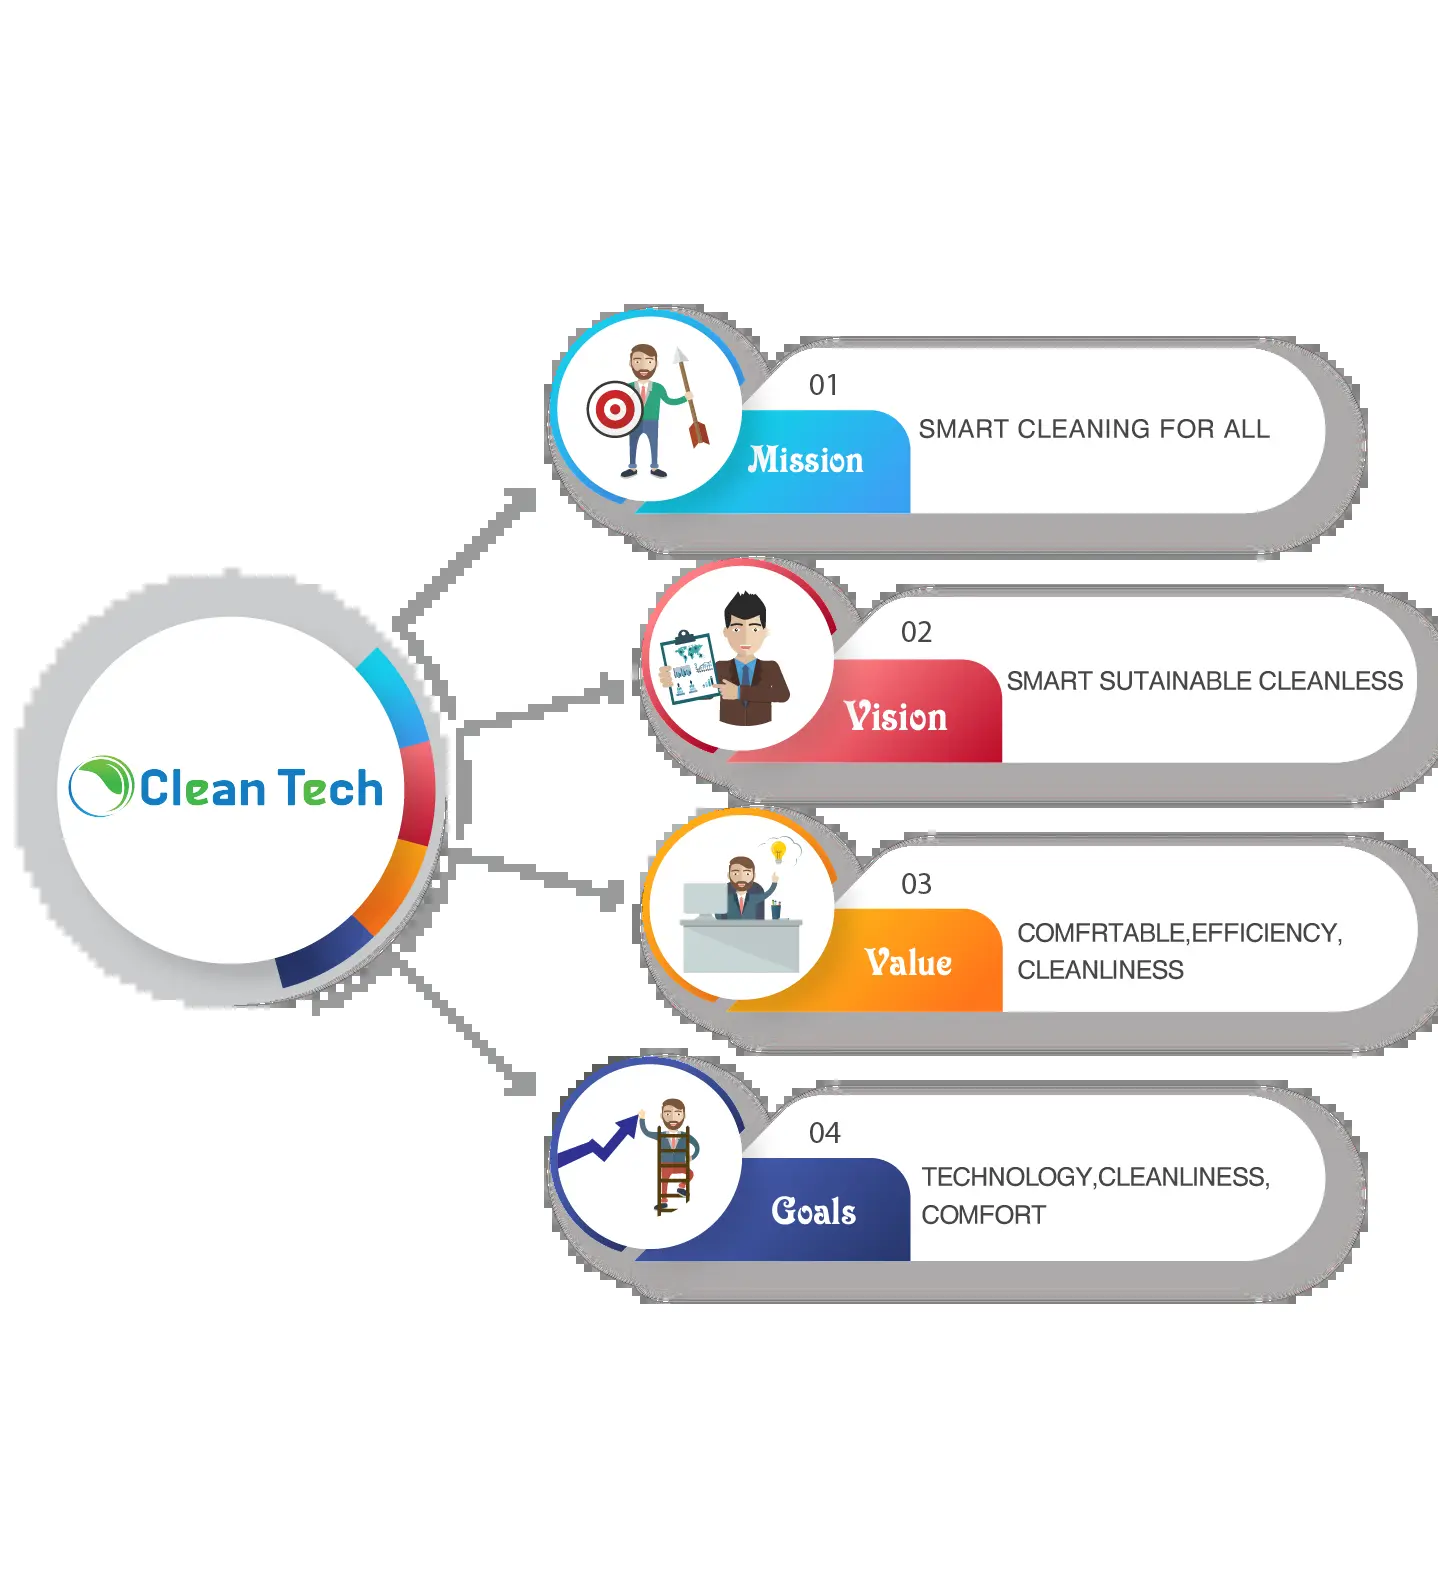 Clean Tech
01
Mission
SMART CLEANING FOR ALL
02
Vision
SMART SUTAINABLE CLEANLESS
03
Value
COMFRTABLE,EFFICIENCY,
CLEANLINESS
04
Goals
TECHNOLOGY,CLEANLINESS,
COMFORT